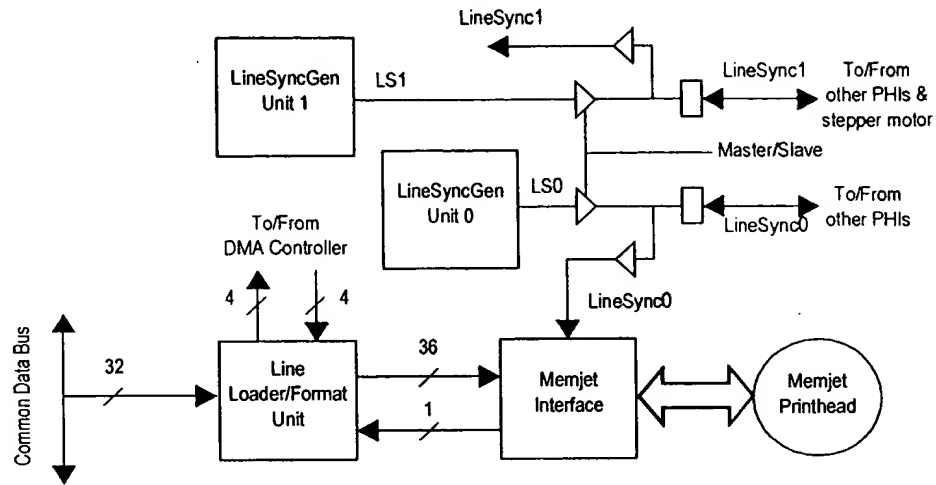 LineSync1
LineSyncGen
Unit 1
LS1
LineSync1
To/From
other PHIs &
stepper motor
Master/Slave
LineSyncGen
Unit 0
LS0
LineSync0
To/From
other PHIs
To/From
DMA Controller
4
4
LineSync0
Common Data Bus
32
Line
Loader/Format
Unit
36
1
Memjet
Interface
Memjet
Printhead